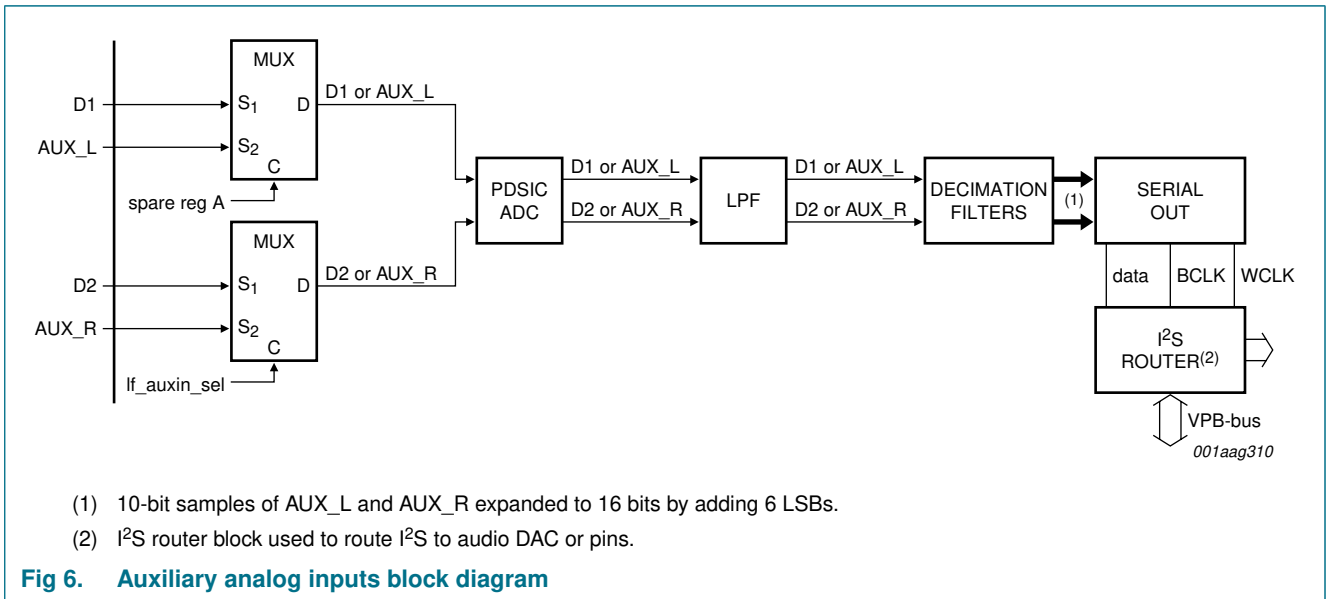 MUX
D1
S1
D
D1 or AUX_L
AUX_L
S2
C
spare reg A
MUX
D2
S1
D
D2 or AUX_R
AUX_R
S2
C
lf_auxin_sel
PDSIC
ADC
D1 or AUX_L
D2 or AUX_R
LPF
D1 or AUX_L
D2 or AUX_R
DECIMATION
FILTERS
(1)
SERIAL
OUT
data
BCLK
WCLK
I2S
ROUTER(2)
VPB-bus
001aag310
(1) 10-bit samples of AUX_L and AUX_R expanded to 16 bits by adding 6 LSBs.
(2) I2S router block used to route I2S to audio DAC or pins.
Fig 6. Auxiliary analog inputs block diagram